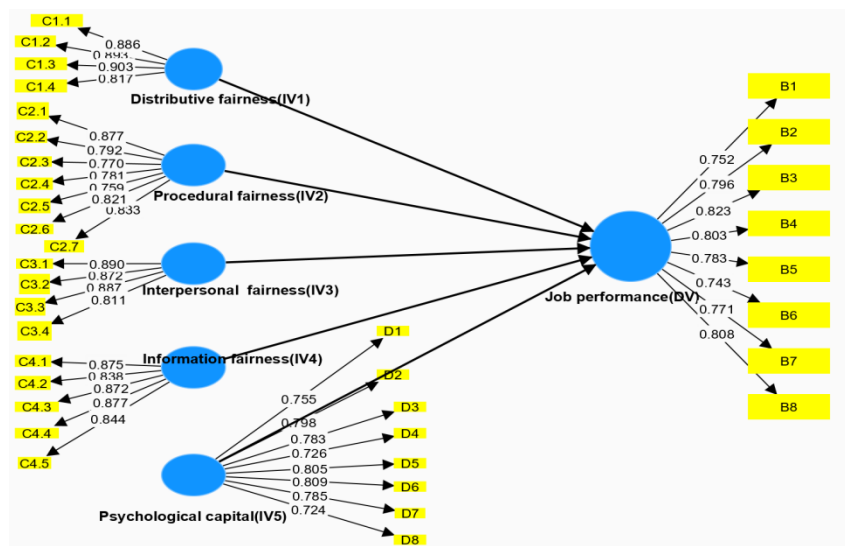 C1.1
0.886
C1.2
0.893
C1.3
0.903
C1.4
0.817
Distributive fairness(IV1)
C2.1
0.877
C2.2
0.792
C2.3
0.770
C2.4
0.781
C2.5
0.759
C2.6
0.821
C2.7
0.833
Procedural fairness(IV2)
C3.1
0.890
C3.2
0.872
C3.3
0.887
C3.4
0.811
Interpersonal fairness(IV3)
C4.1
0.875
C4.2
0.838
C4.3
0.872
C4.4
0.877
C4.5
0.844
Information fairness(IV4)
D1
0.755
D2
0.798
D3
0.783
D4
0.726
D5
0.805
D6
0.809
D7
0.785
D8
0.724
Psychological capital(IV5)
Job performance(DV)
B1
0.752
B2
0.796
B3
0.823
B4
0.803
B5
0.783
B6
0.743
B7
0.771
B8
0.808